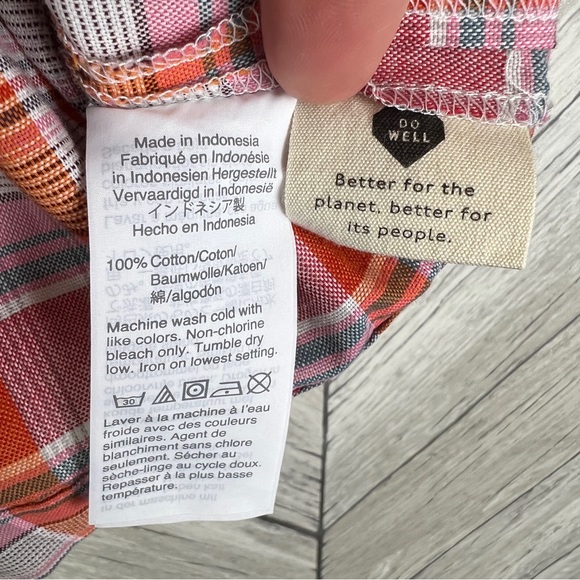 Made in Indonesia
Fabriqué en Indonésie
in Indonesien Hergestellt
Vervaardigd in Indonesië
インドネシア製
Hecho en Indonesia
100% Cotton/Coton/
Baumwolle/Katoen/
綿/algodón
Machine wash cold with
like colors. Non-chlorine
bleach only. Tumble dry
low. Iron on lowest setting.
30
Laver à la machine à l'eau
froide avec des couleurs
similaires. Agent de
blanchiment sans chlore
seulement. Sécher au
sèche-linge au cycle doux.
Repassage à la plus basse
température.
DO
WELL
Better for the
planet, better for
its people.